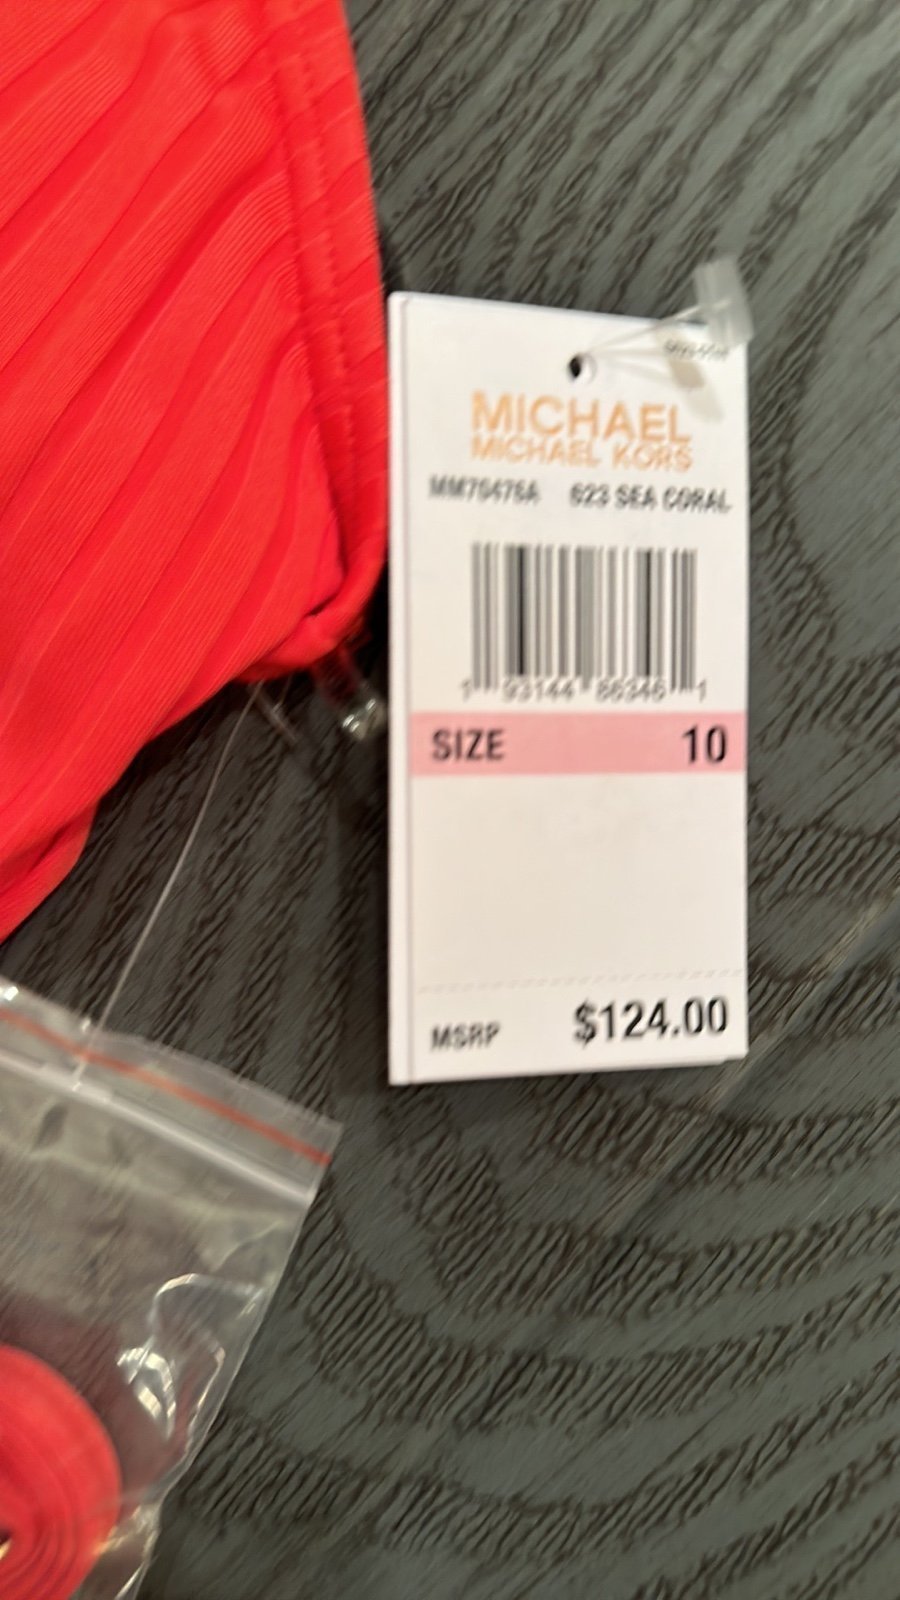 MICHAEL
MICHAEL KORS
MM70476A 623 SEA CORAL
1 93144 86346 1
SIZE 10
MSRP $124.00